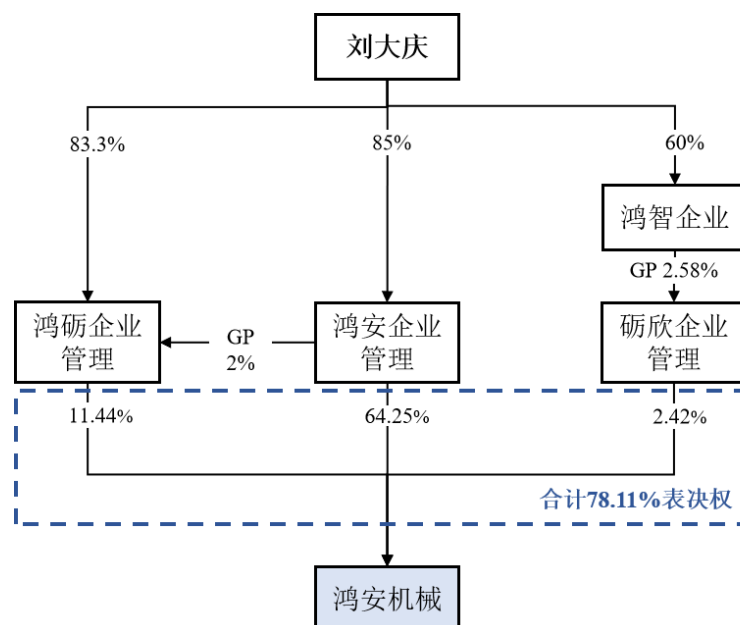 刘大庆
83.3%
85%
60%
鸿智企业
GP 2.58%
鸿砺企业
管理
GP
2%
鸿安企业
管理
砺欣企业
管理
11.44%
64.25%
2.42%
合计78.11%表决权
鸿安机械